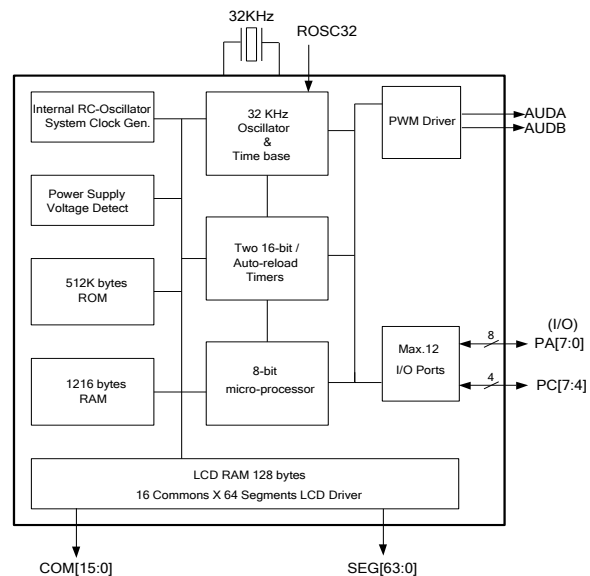 32KHz
ROSC32
Internal RC-Oscillator
System Clock Gen.
32 KHz
Oscillator
&
Time base
PWM Driver
AUDA
AUDB
Power Supply
Voltage Detect
Two 16-bit /
Auto-reload
Timers
512K bytes
ROM
(I/O)
8
PA[7:0]
Max.12
I/O Ports
4
PC[7:4]
8-bit
micro-processor
1216 bytes
RAM
LCD RAM 128 bytes
16 Commons X 64 Segments LCD Driver
COM[15:0]
SEG[63:0]